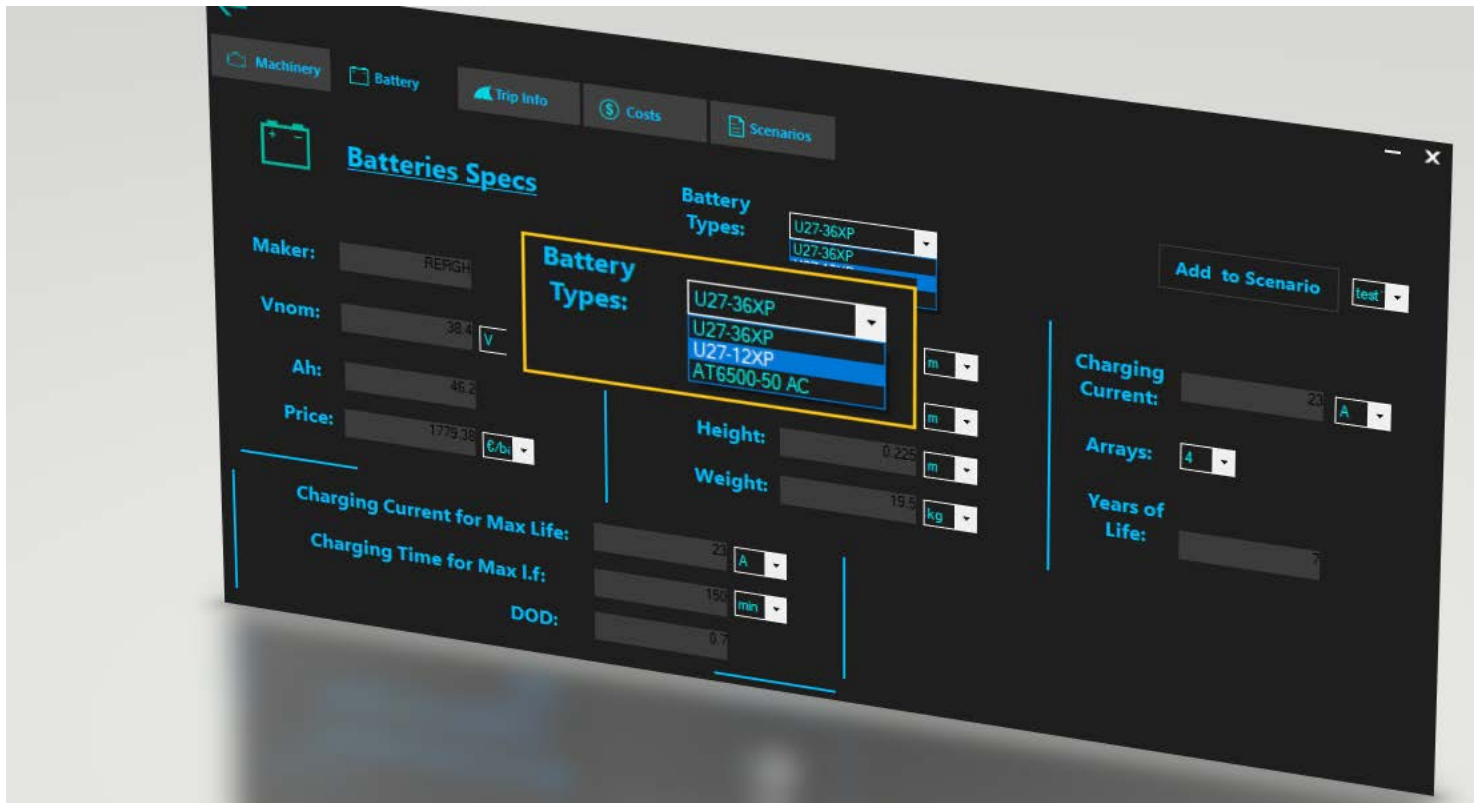 Machinery
Battery
Trip Info
Costs
Scenarios
Batteries Specs
Battery
Types:
U27-36XP
U27-36XP
Add to Scenario
test
Maker:
Vnom:
38.4
V
Ah:
46.2
Price:
1779.38
€/b
Battery
Types:
U27-36XP
U27-36XP
U27-12XP
AT6500-50 AC
m
m
Height:
0.225
m
Weight:
19.5
kg
Charging
Current:
23
A
Arrays:
4
Years of
Life:
7
Charging Current for Max Life:
23
A
Charging Time for Max l.f:
150
min
DOD:
0.7